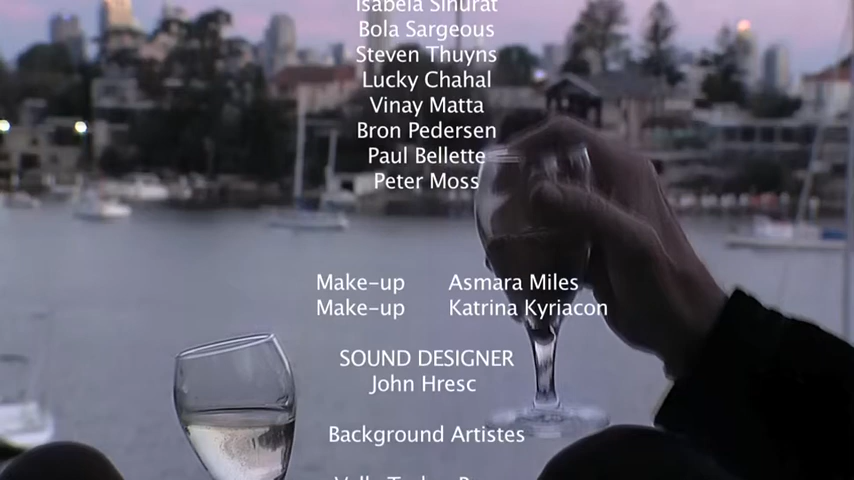 Isabela Sinurat
Bola Sargeous
Steven Thuyns
Lucky Chahal
Vinay Matta
Bron Pedersen
Paul Bellette
Peter Moss
Make-up Asmara Miles
Make-up Katrina Kyriacon
SOUND DESIGNER
John Hresc
Background Artistes